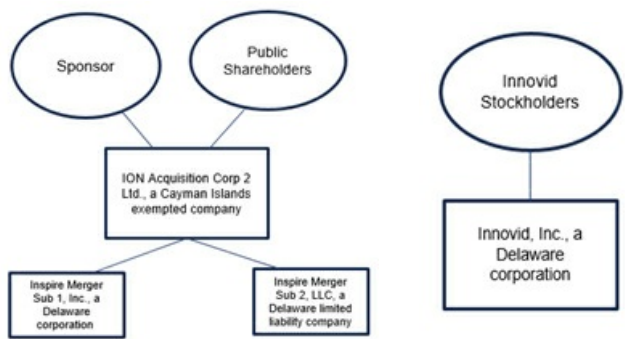 Sponsor
Public
Shareholders
ION Acquisition Corp 2
Ltd., a Cayman Islands
exempted company
Inspire Merger
Sub 1, Inc., a
Delaware
corporation
Inspire Merger
Sub 2, LLC, a
Delaware limited
liability company
Innovid
Stockholders
Innovid, Inc., a
Delaware
corporation